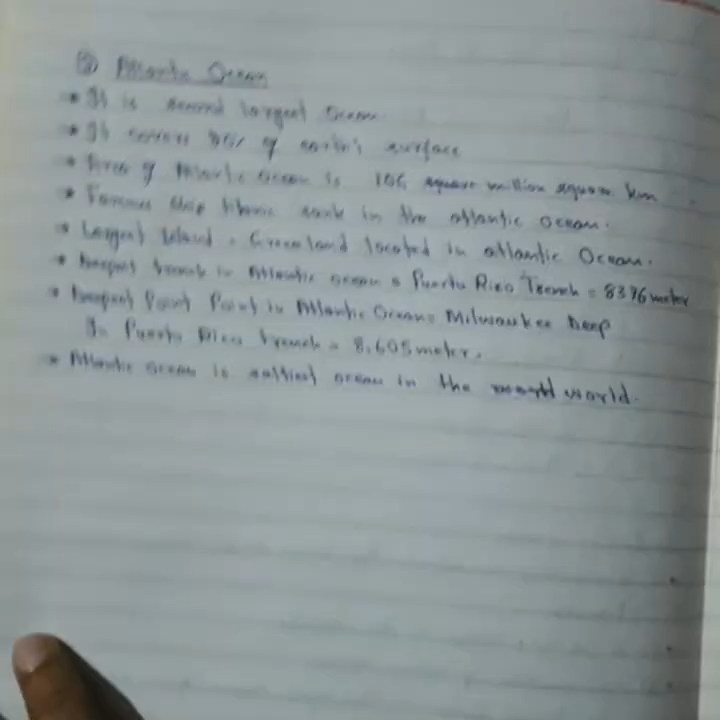 ② Atlantic Ocean
* It is second largest Ocean.
* It covers of earth's surface
* Area of Atlantic Ocean is 106 square million square km
* Famous ship titanic sank in the atlantic Ocean.
* Largest Island = Greenland located in atlantic Ocean.
* Deepest trench in Atlantic ocean = Puerto Rico Trench = 8376 meter
* Deepest Point Point in Atlantic Ocean = Milwaukee Deep
In Puerto Rico trench = 8,605 meter.
* Atlantic ocean is saltiest ocean in the world.